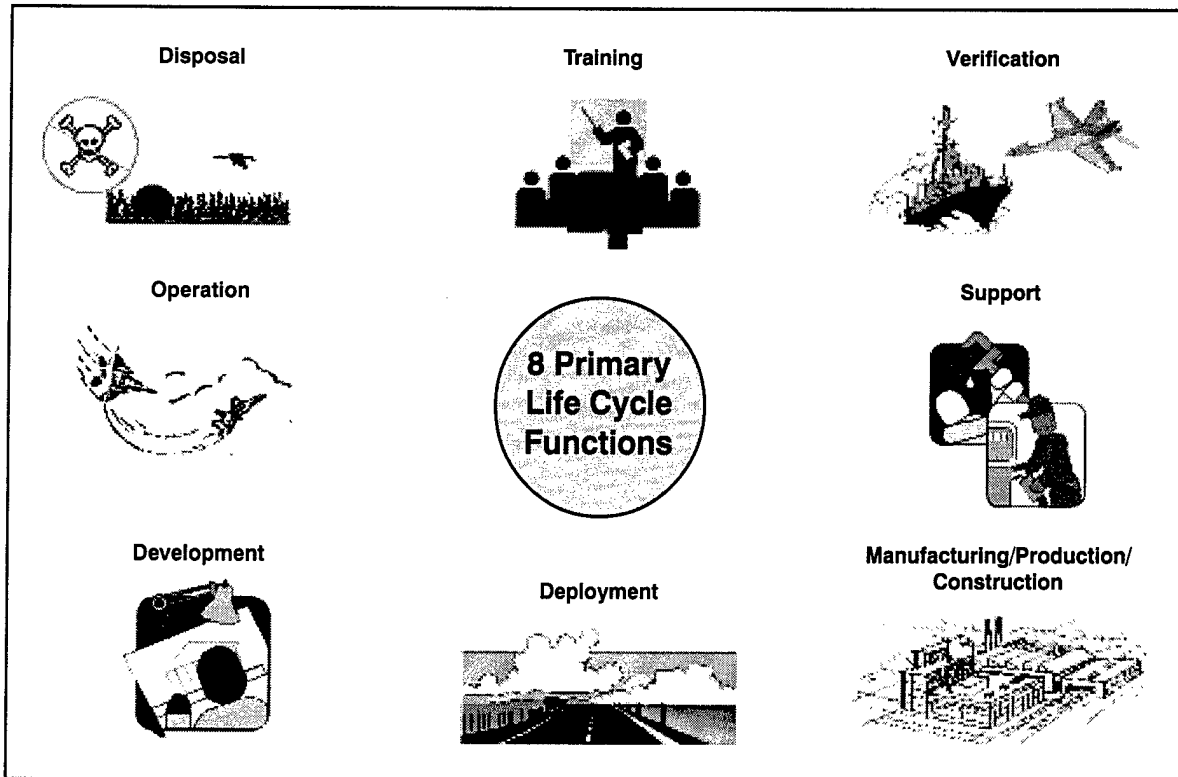 Disposal
Training
Verification
Operation
8 Primary
Life Cycle
Functions
Support
Development
Deployment
Manufacturing/Production/
Construction